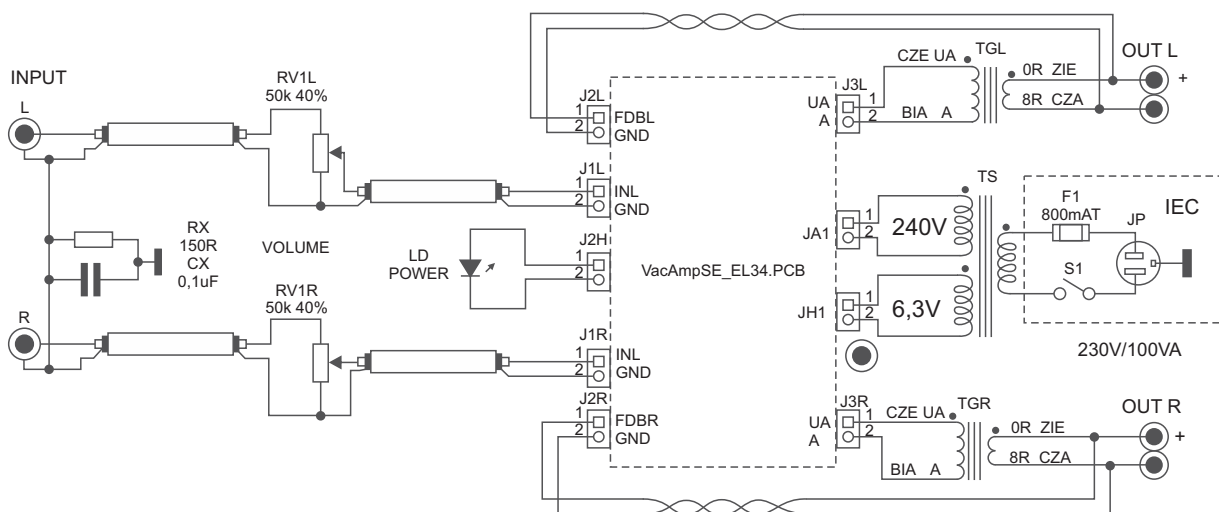 INPUT
L
RV1L
50k 40%
RX
150R
CX
0,1uF
VOLUME
R
RV1R
50k 40%
LD
POWER
J2L
1
2
FDBL
GND
J1L
1
2
INL
GND
J2H
1
2
J1R
1
2
INL
GND
J2R
1
2
FDBR
GND
VacAmpSE_EL34.PCB
UA
A
J3L
1
2
CZE UA
BIA A
TGL
0R ZIE
8R CZA
OUT L
+
JA1
1
2
240V
TS
JH1
1
2
6,3V
F1
800mAT
JP
IEC
S1
230V/100VA
UA
A
J3R
1
2
CZE UA
BIA A
TGR
0R ZIE
8R CZA
OUT R
+